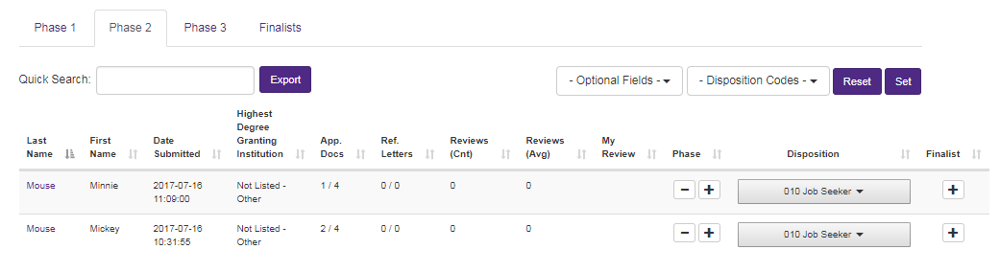 Phase 1 Phase 2 Phase 3 Finalists
Quick Search: Export - Optional Fields - - Disposition Codes - Reset Set
Highest
Degree
Last First Date Granting App. Ref. Reviews Reviews My
Name Name Submitted Institution Docs Letters (Cnt) (Avg) Review Phase Disposition Finalist
Mouse Minnie 2017-07-16 Not Listed - 1 / 4 0 / 0 0 0 010 Job Seeker
11:09:00 Other
Mouse Mickey 2017-07-16 Not Listed - 2 / 4 0 / 0 0 0 010 Job Seeker
10:31:55 Other